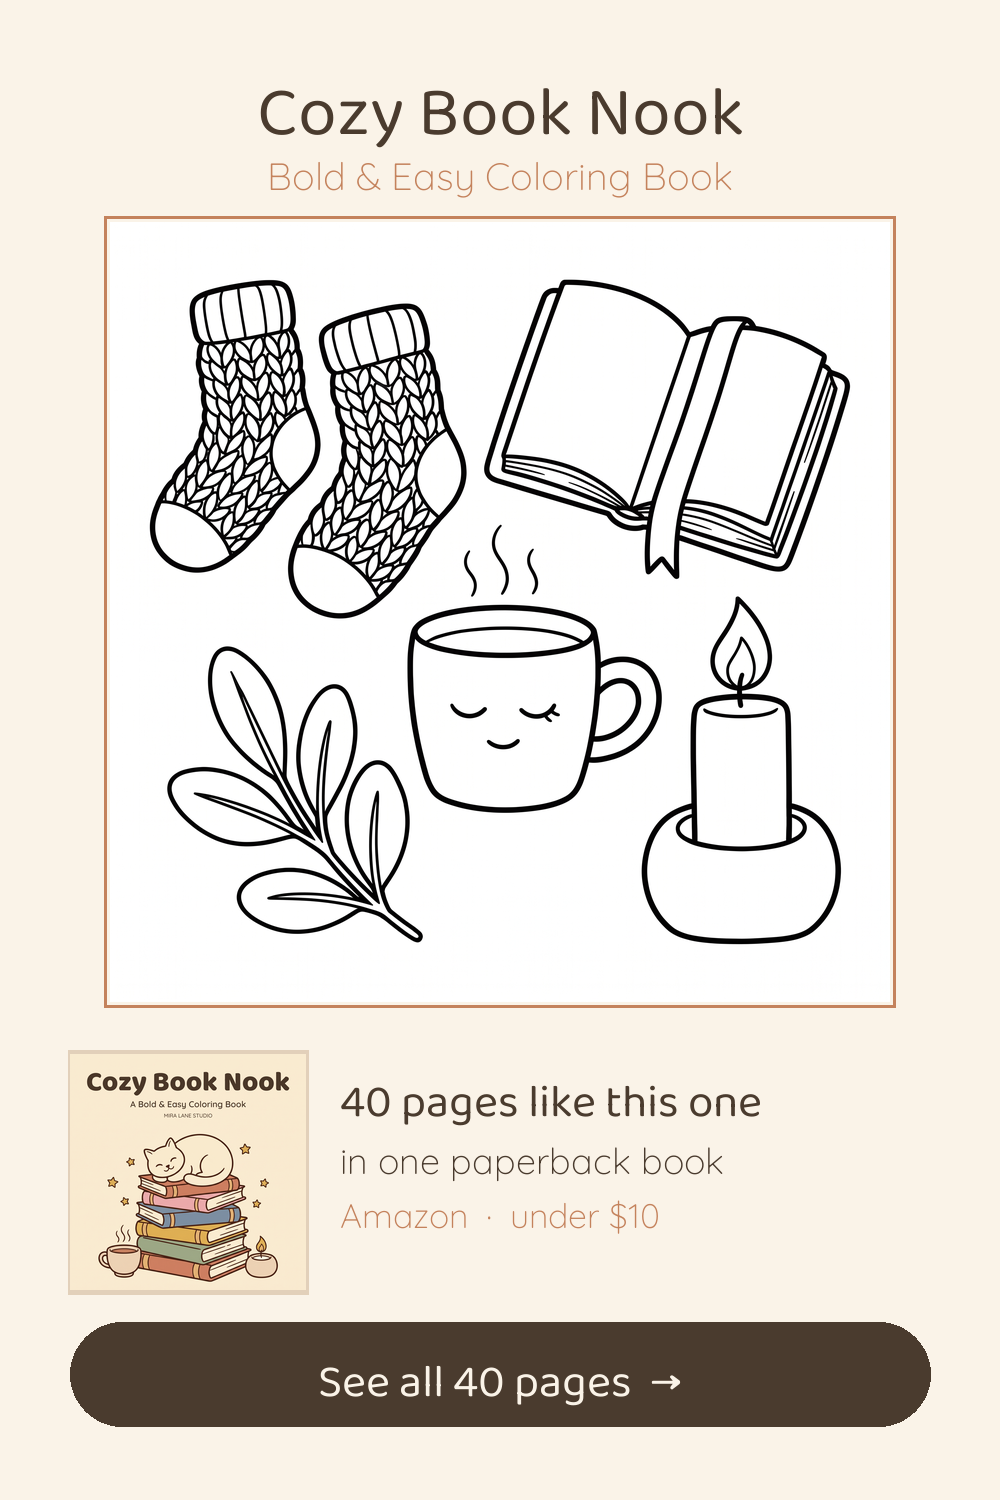 Cozy Book Nook
Bold & Easy Coloring Book
Cozy Book Nook
A Bold & Easy Coloring Book
MIRA LANE STUDIO
40 pages like this one
in one paperback book
Amazon · under $10
See all 40 pages →